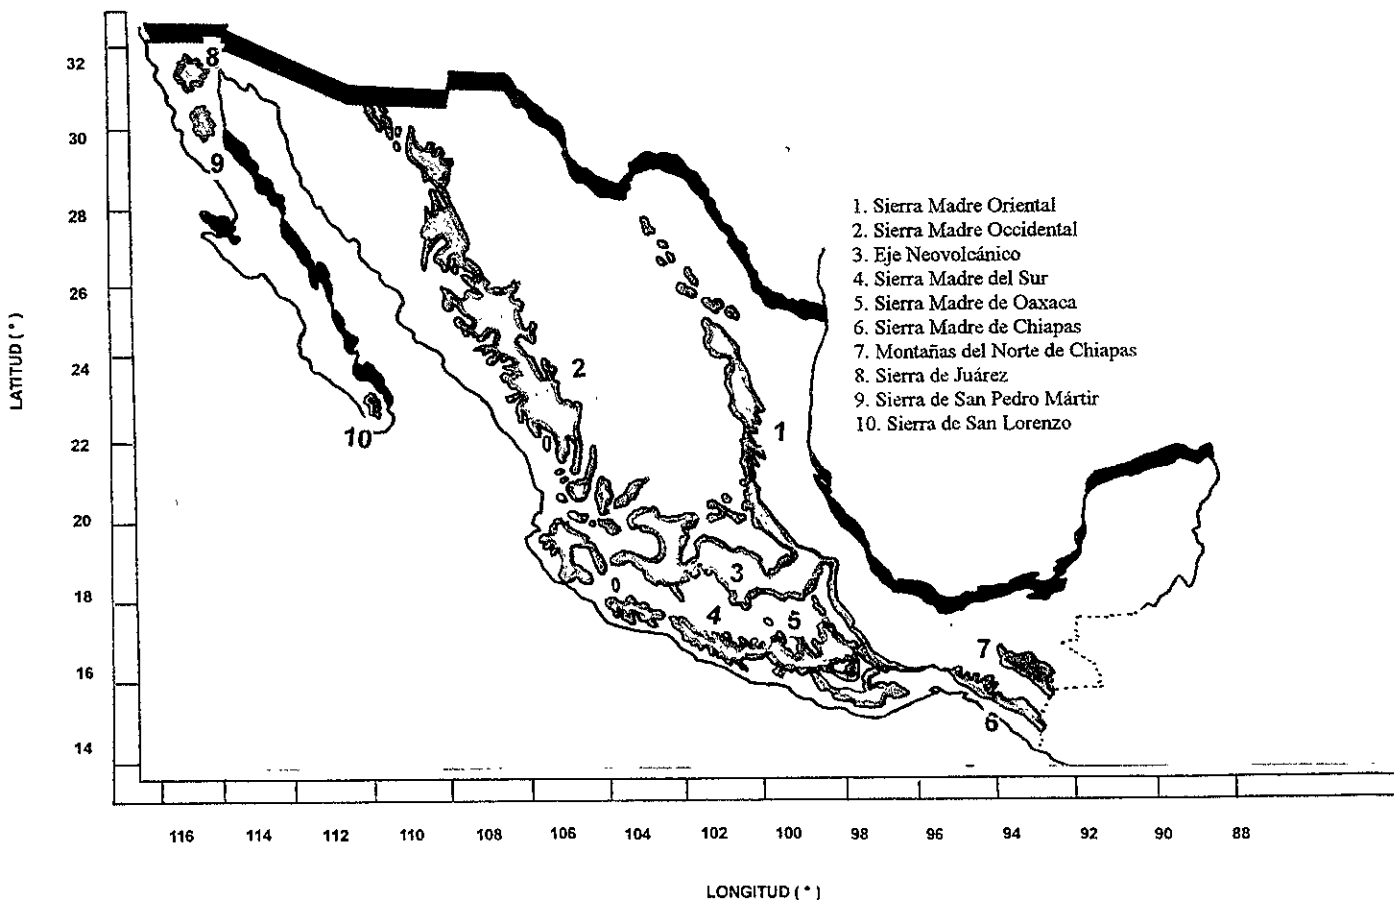 8
32
30
9
28
1. Sierra Madre Oriental
2. Sierra Madre Occidental
3. Eje Neovolcánico
4. Sierra Madre del Sur
5. Sierra Madre de Oaxaca
6. Sierra Madre de Chiapas
7. Montañas del Norte de Chiapas
8. Sierra de Juárez
9. Sierra de San Pedro Mártir
10. Sierra de San Lorenzo
LATITUD (°)
26
24
2
10
1
22
20
3
18
4
5
7
16
6
14
116 114 112 110 108 106 104 102 100 98 96 94 92 90 88
LONGITUD (°)